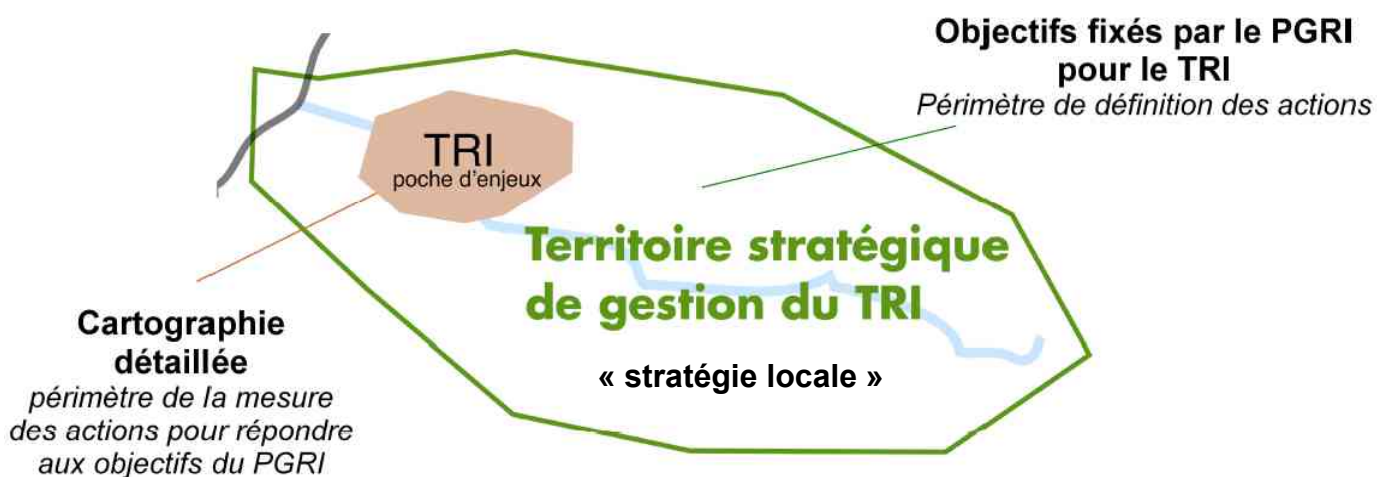 Objectifs fixés par le PGRI
pour le TRI
Périmètre de définition des actions
TRI
poche d'enjeux
Territoire stratégique
de gestion du TRI
« stratégie locale »
Cartographie
détaillée
périmètre de la mesure
des actions pour répondre
aux objectifs du PGRI